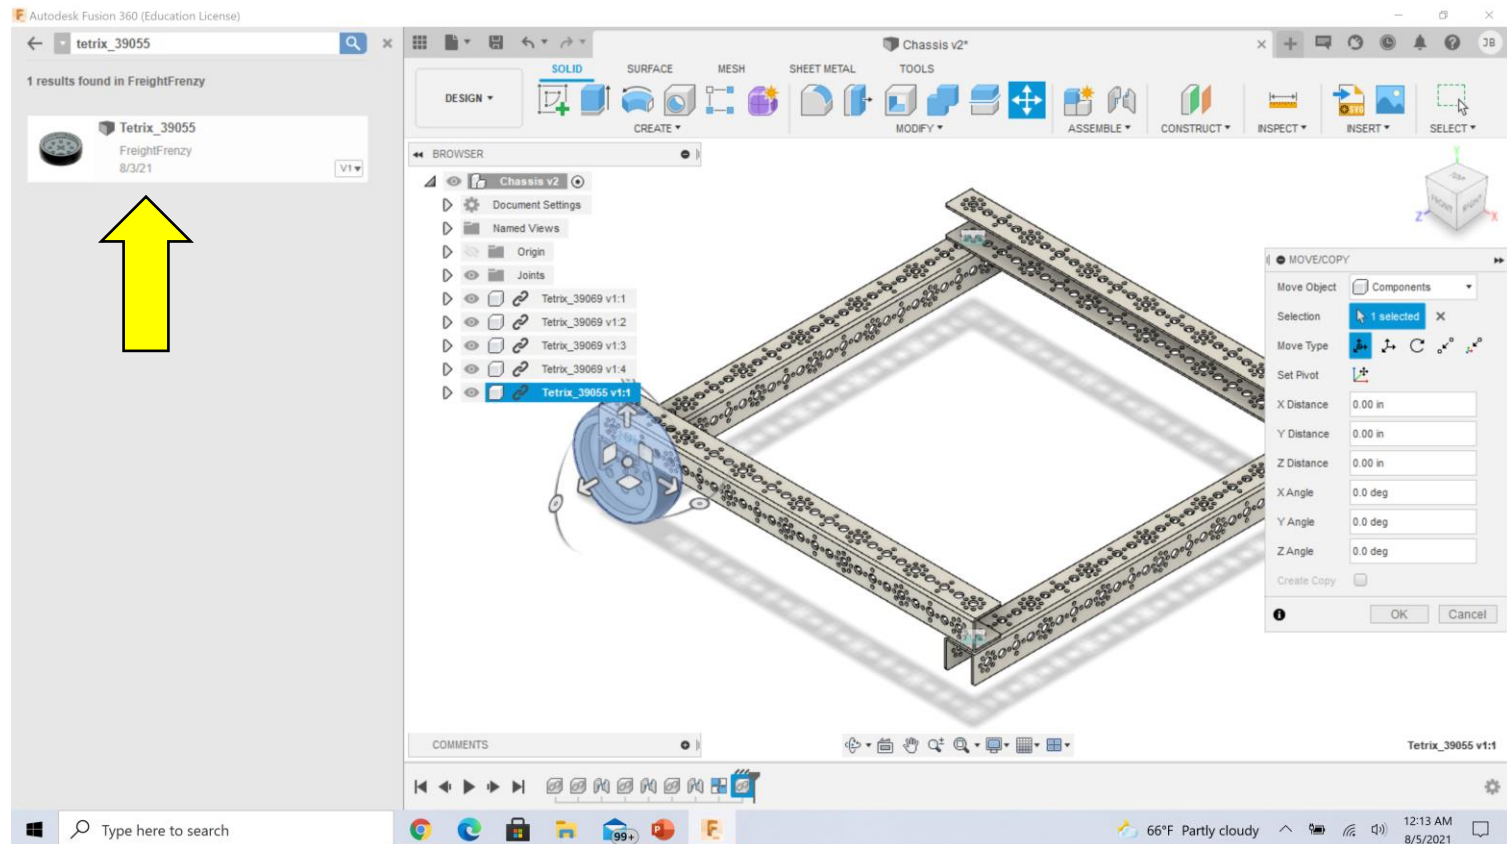 Autodesk Fusion 360 (Education License)
tetrix_39055
1 results found in FreightFrenzy
Tetrix_39055
FreightFrenzy
8/3/21
V1
Chassis v2*
JB
SOLID SURFACE MESH SHEET METAL TOOLS
DESIGN
CREATE MODIFY ASSEMBLE CONSTRUCT INSPECT INSERT SELECT
BROWSER
Chassis v2
Document Settings
Named Views
Origin
Joints
Tetrix_39069 v1:1
Tetrix_39069 v1:2
Tetrix_39069 v1:3
Tetrix_39069 v1:4
Tetrix_39055 v1:1
Y
TOP
FRONT RIGHT
Z X
MOVE/COPY
Move Object Components
Selection 1 selected
Move Type
Set Pivot
X Distance 0.00 in
Y Distance 0.00 in
Z Distance 0.00 in
X Angle 0.0 deg
Y Angle 0.0 deg
Z Angle 0.0 deg
Create Copy
OK Cancel
COMMENTS
Tetrix_39055 v1:1
Type here to search
99+
66°F Partly cloudy
12:13 AM
8/5/2021